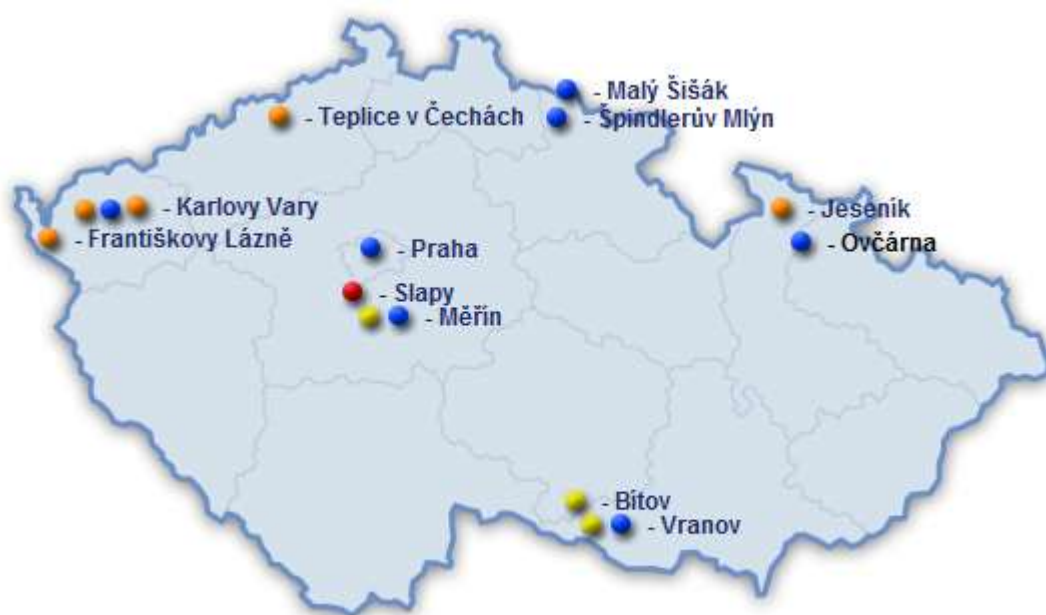 - Malý Šišák
- Teplice v Čechách
- Špindlerův Mlýn
- Karlovy Vary
- Jeseník
- Františkovy Lázně
- Praha
- Ovčárna
- Slapy
- Měřín
- Bítov
- Vranov